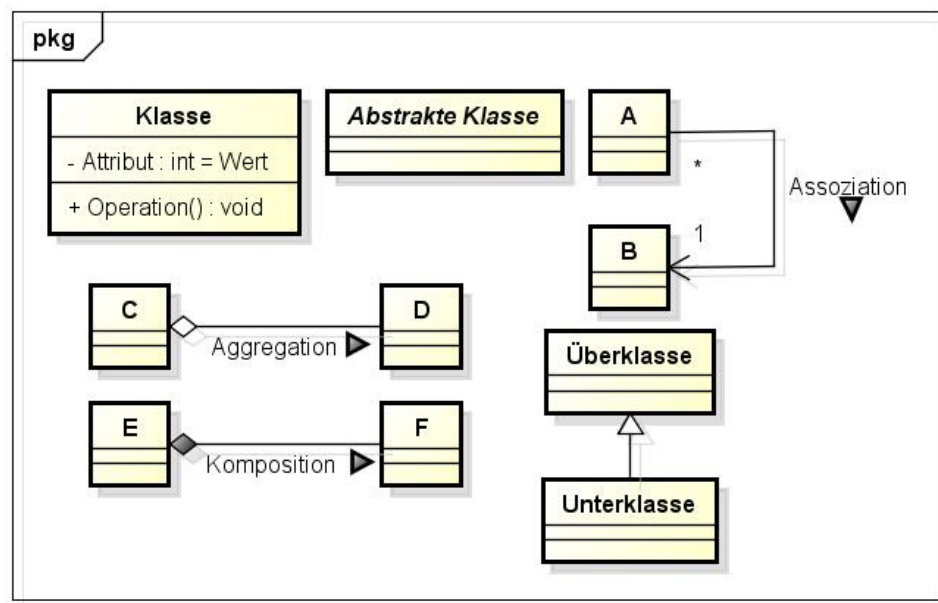 pkg
Klasse
- Attribut : int = Wert
+ Operation() : void
Abstrakte Klasse
A
*
Assoziation
1
B
C
Aggregation
D
E
Komposition
F
Überklasse
Unterklasse